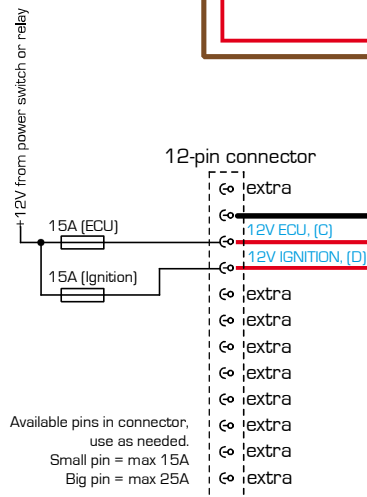 +12V from power switch or relay
12-pin connector
extra
15A (ECU)
12V ECU, (C)
12V IGNITION, (D)
15A (Ignition)
extra
extra
extra
extra
extra
Available pins in connector,
use as needed.
Small pin = max 15A
Big pin = max 25A
extra
extra
extra